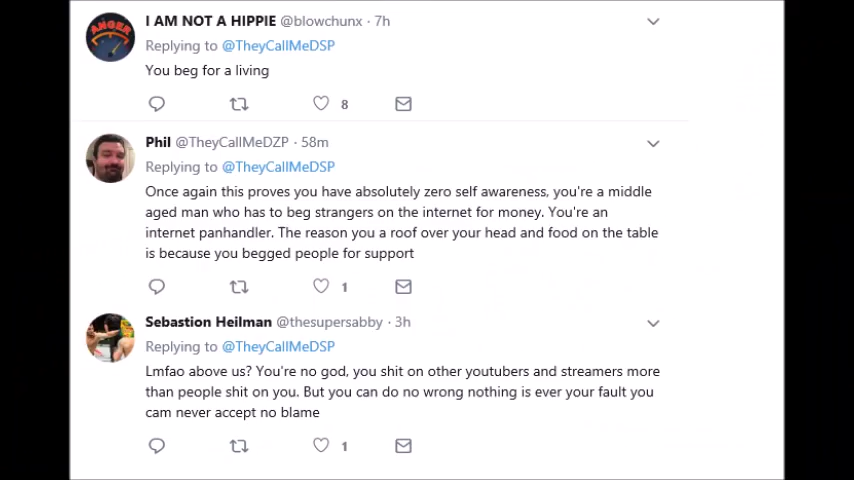 ANGER
I AM NOT A HIPPIE @blowchunx · 7h
Replying to @TheyCallMeDSP
You beg for a living
8
Phil @TheyCallMeDZP · 58m
Replying to @TheyCallMeDSP
Once again this proves you have absolutely zero self awareness, you're a middle
aged man who has to beg strangers on the internet for money. You're an
internet panhandler. The reason you a roof over your head and food on the table
is because you begged people for support
1
Sebastion Heilman @thesupersabby · 3h
Replying to @TheyCallMeDSP
Lmfao above us? You're no god, you shit on other youtubers and streamers more
than people shit on you. But you can do no wrong nothing is ever your fault you
cam never accept no blame
1